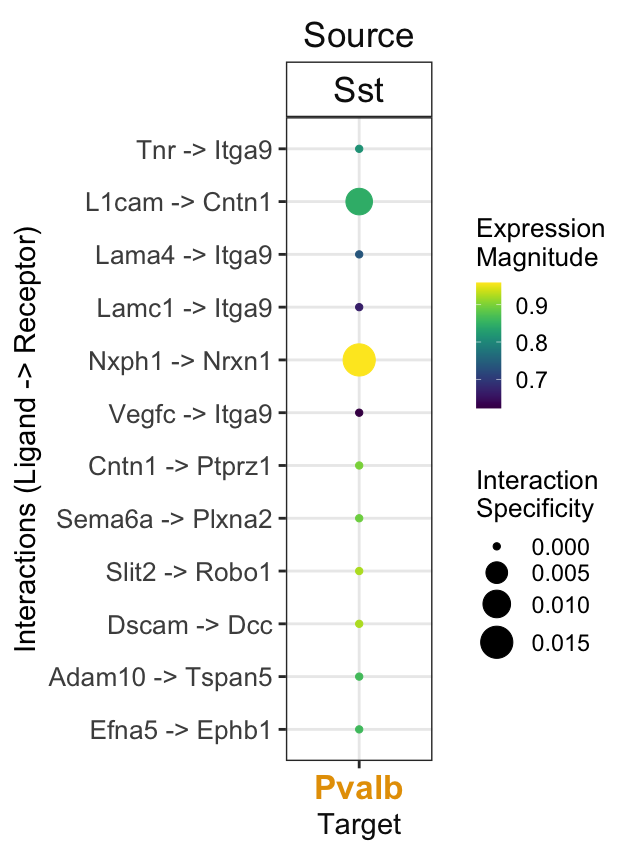 Source
Sst
Interactions (Ligand -> Receptor)
Tnr -> Itga9
L1cam -> Cntn1
Lama4 -> Itga9
Lamc1 -> Itga9
Nxph1 -> Nrxn1
Vegfc -> Itga9
Cntn1 -> Ptprz1
Sema6a -> Plxna2
Slit2 -> Robo1
Dscam -> Dcc
Adam10 -> Tspan5
Efna5 -> Ephb1
Pvalb
Target
Expression
Magnitude
0.9
0.8
0.7
Interaction
Specificity
0.000
0.005
0.010
0.015